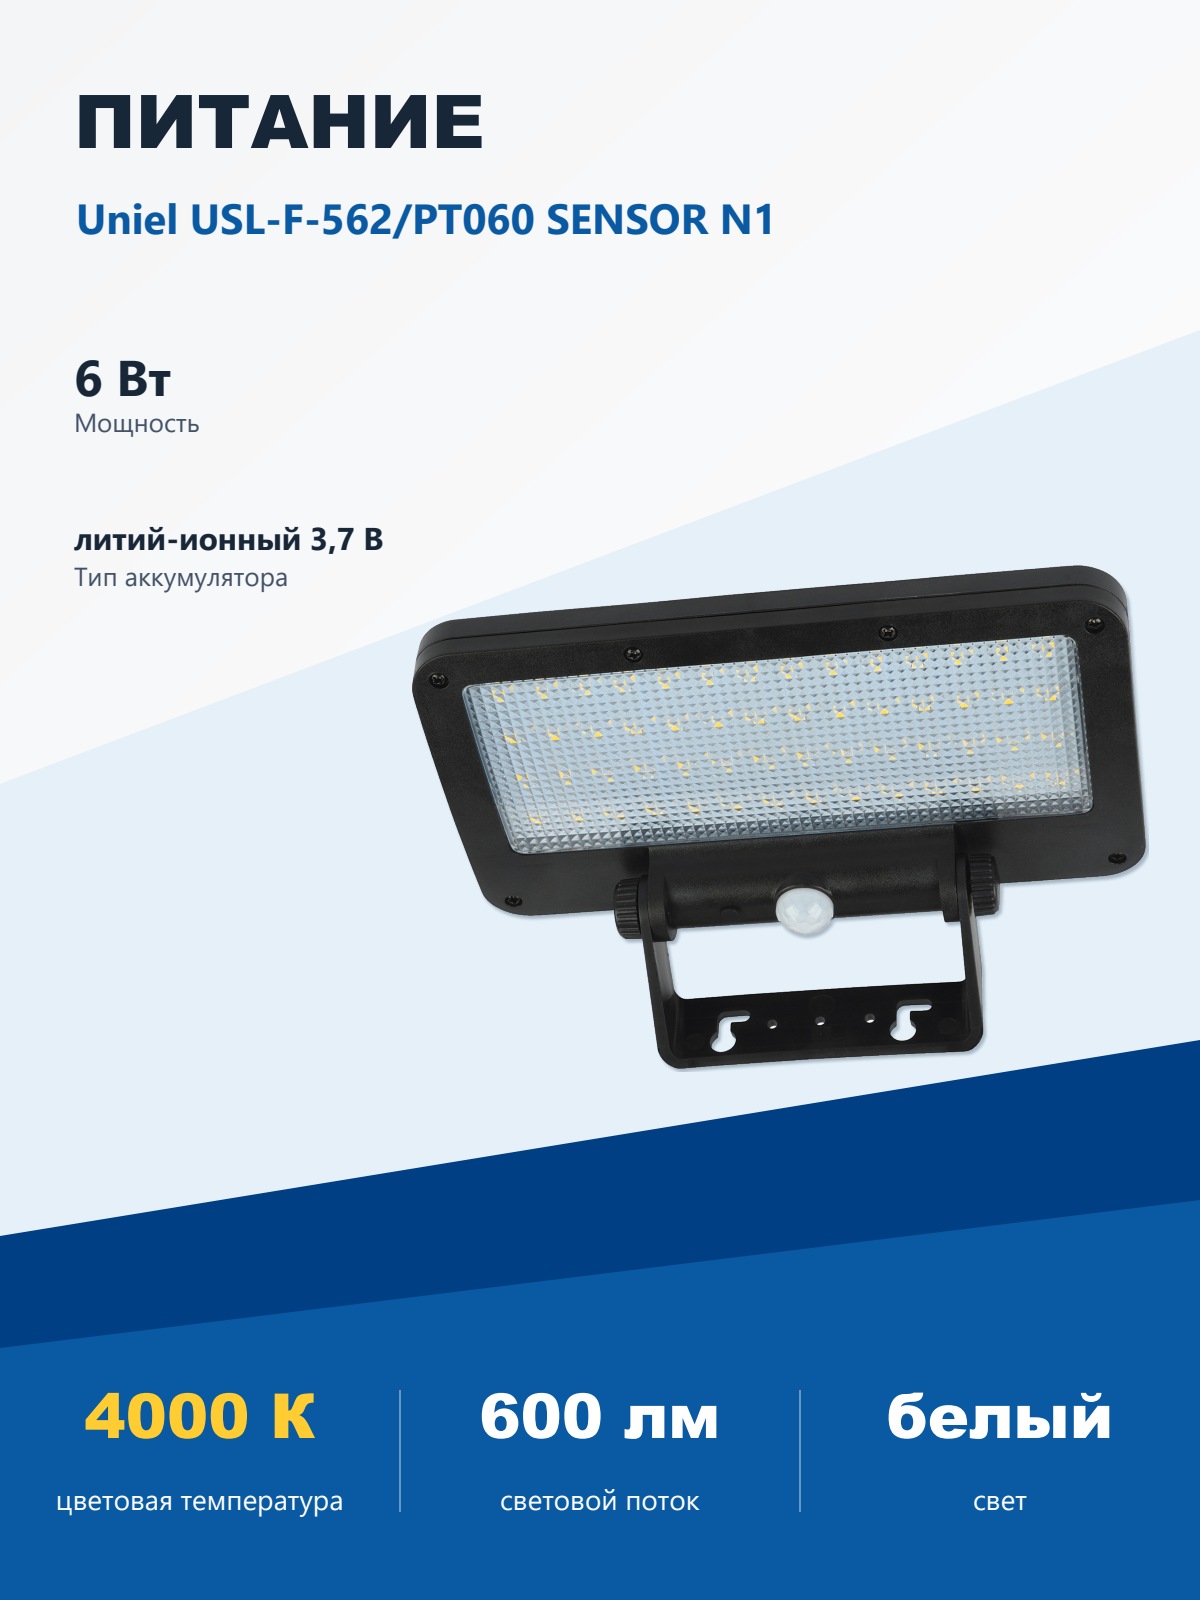 ПИТАНИЕ
Uniel USL-F-562/PT060 SENSOR N1
6 Вт
Мощность
литий-ионный 3,7 В
Тип аккумулятора
4000 К
цветовая температура
600 лм
световой поток
белый
свет